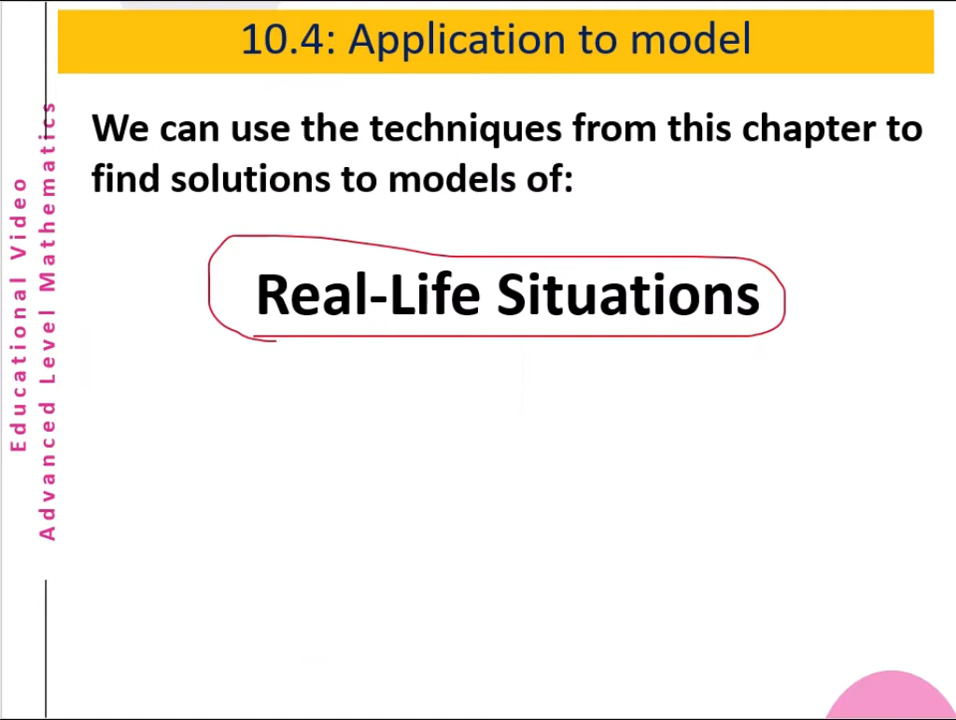 10.4: Application to model
We can use the techniques from this chapter to
find solutions to models of:
Real-Life Situations
Educational Video
Advanced Level Mathematics